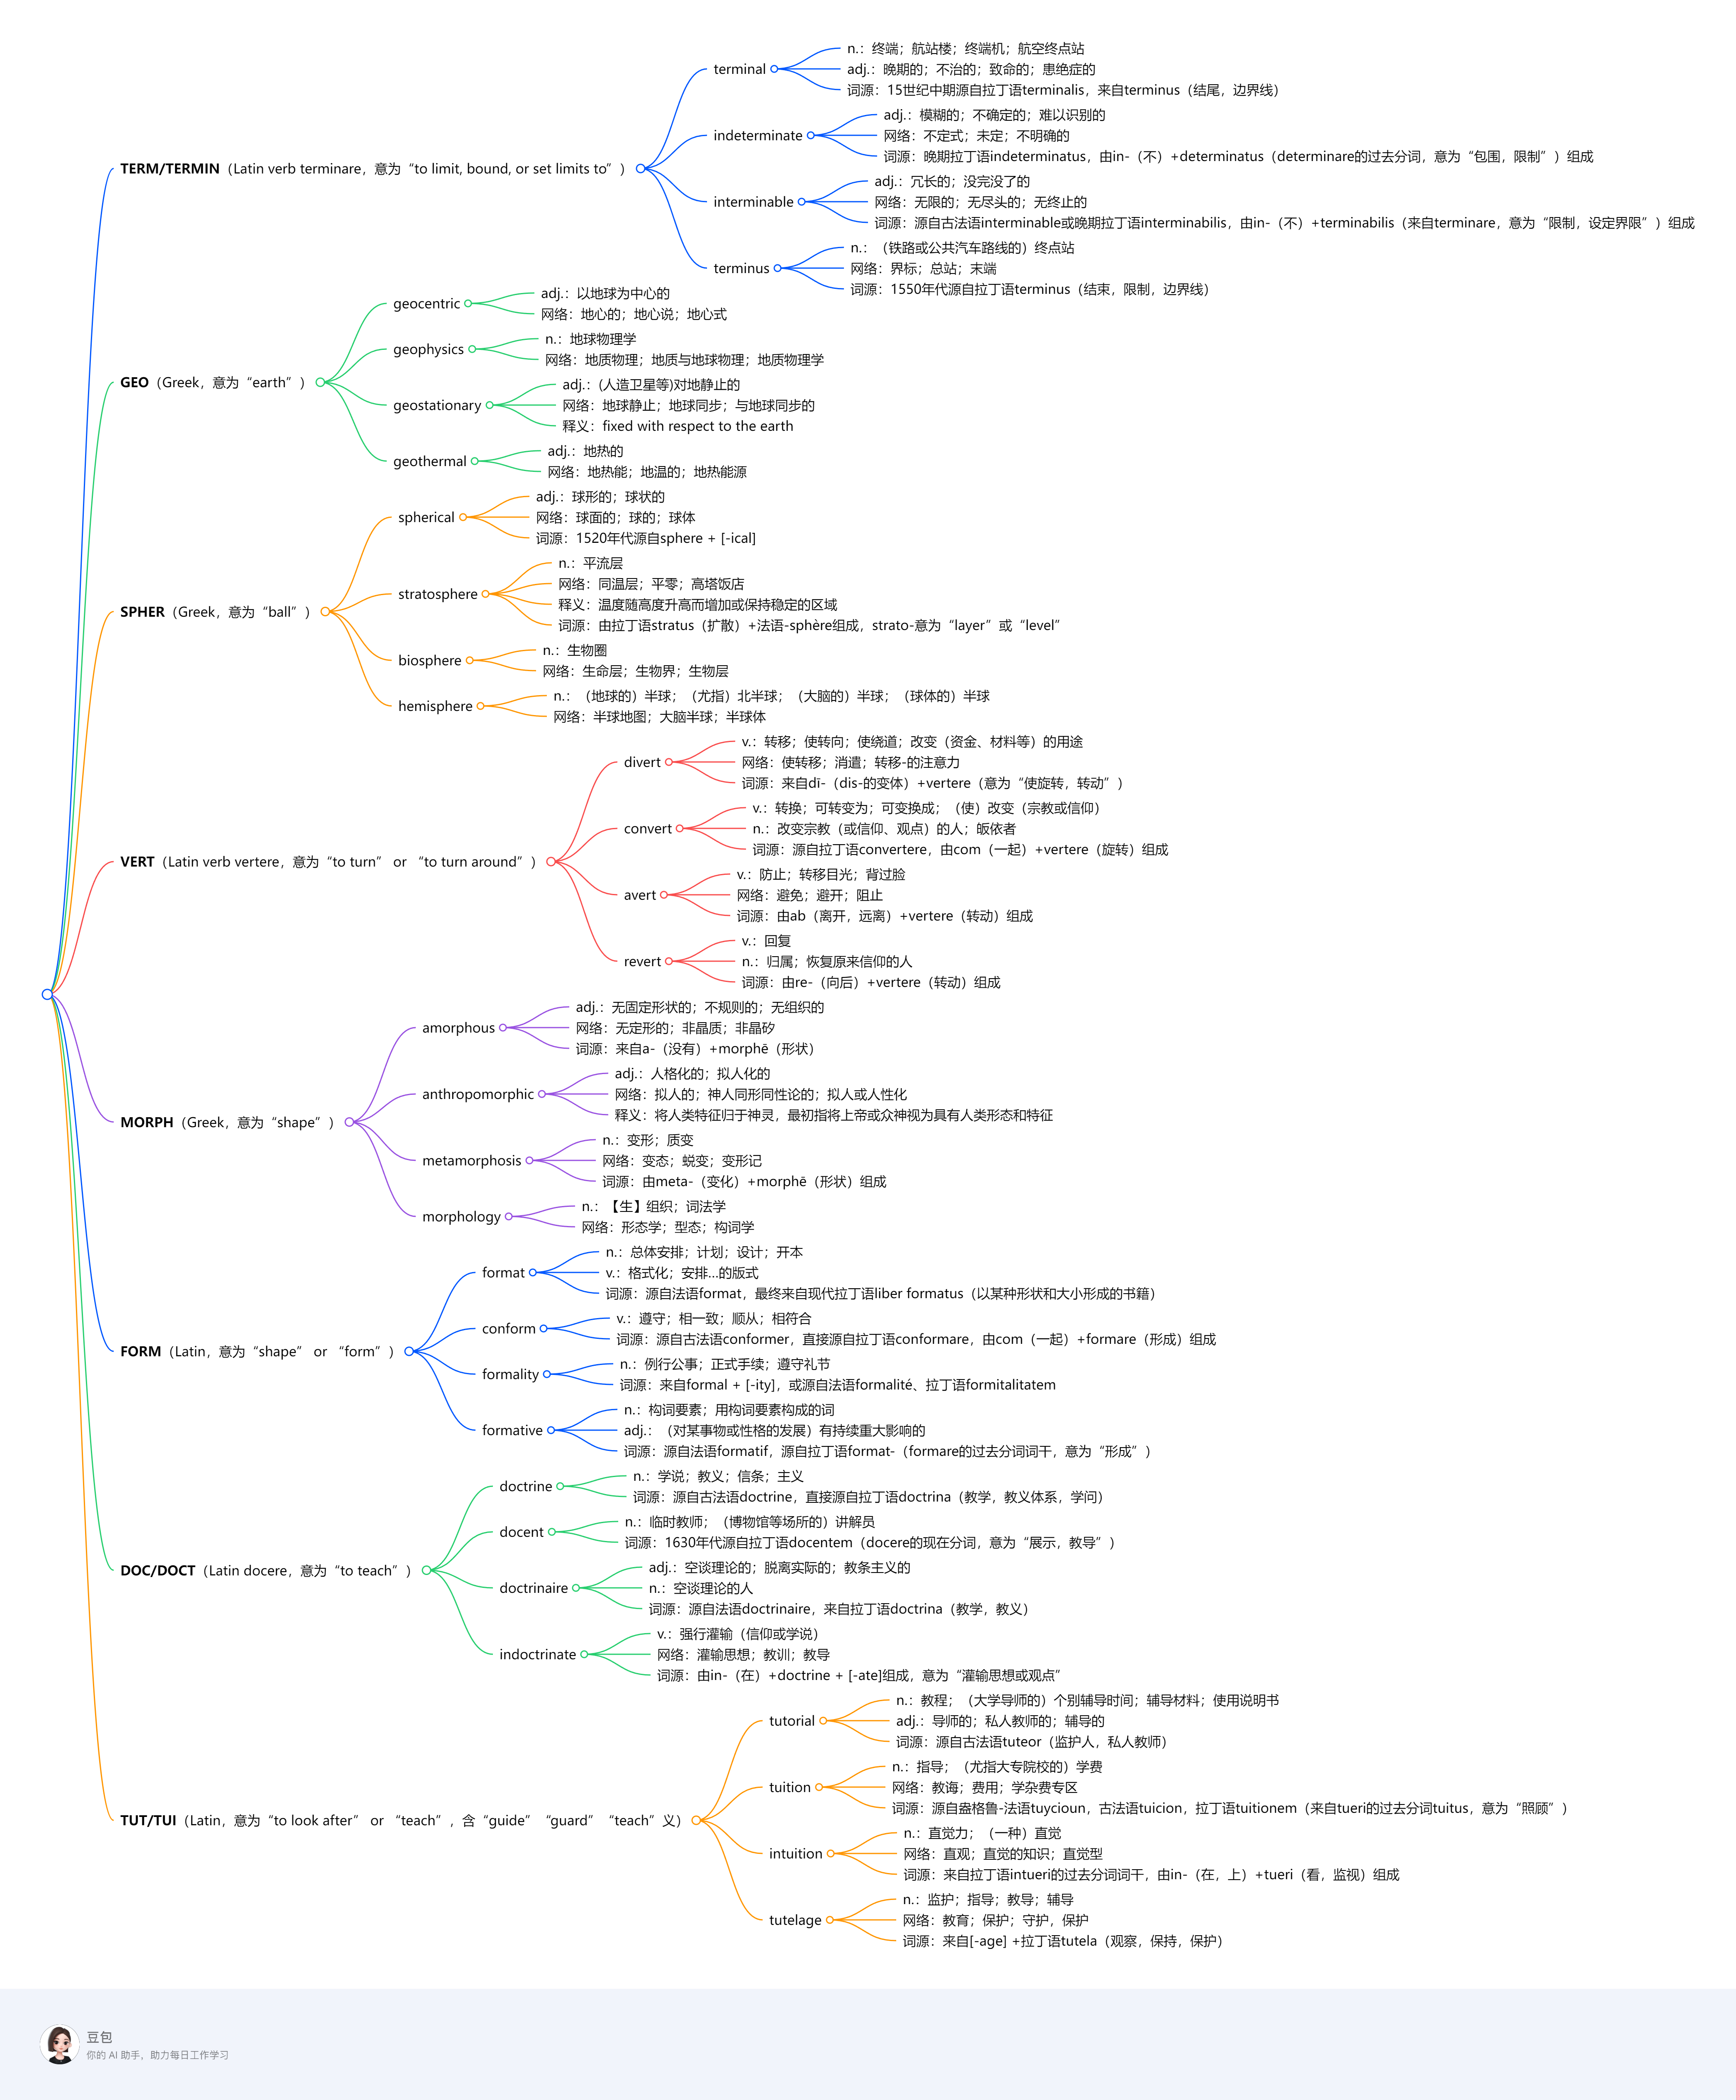 TERM/TERMIN（Latin verb terminare，意为“to limit, bound, or set limits to”）
terminal
n.：终端；航站楼；终端机；航空终点站
adj.：晚期的；不治的；致命的；患绝症的
词源：15世纪中期源自拉丁语terminalis，来自terminus（结尾，边界线）
indeterminate
adj.：模糊的；不确定的；难以识别的
网络：不定式；未定；不明确的
词源：晚期拉丁语indeterminatus，由in-（不）+determinatus（determinare的过去分词，意为“包围，限制”）组成
interminable
adj.：冗长的；没完没了的
网络：无限的；无尽头的；无终止的
词源：源自古法语interminable或晚期拉丁语interminabilis，由in-（不）+terminabilis（来自terminare，意为“限制，设定界限”）组成
terminus
n.：（铁路或公共汽车路线的）终点站
网络：界标；总站；末端
词源：1550年代源自拉丁语terminus（结束，限制，边界线）
GEO（Greek，意为“earth”）
geocentric
adj.：以地球为中心的
网络：地心的；地心说；地心式
geophysics
n.：地球物理学
网络：地质物理；地质与地球物理；地质物理学
geostationary
adj.：(人造卫星等)对地静止的
网络：地球静止；地球同步；与地球同步的
释义：fixed with respect to the earth
geothermal
adj.：地热的
网络：地热能；地温的；地热能源
SPHER（Greek，意为“ball”）
spherical
adj.：球形的；球状的
网络：球面的；球的；球体
词源：1520年代源自sphere + [-ical]
stratosphere
n.：平流层
网络：同温层；平零；高塔饭店
释义：温度随高度升高而增加或保持稳定的区域
词源：由拉丁语stratus（扩散）+法语-sphère组成，strato-意为“layer”或“level”
biosphere
n.：生物圈
网络：生命层；生物界；生物层
hemisphere
n.：（地球的）半球；（尤指）北半球；（大脑的）半球；（球体的）半球
网络：半球地图；大脑半球；半球体
VERT（Latin verb vertere，意为“to turn” or “to turn around”）
divert
v.：转移；使转向；使绕道；改变（资金、材料等）的用途
网络：使转移；消遣；转移-的注意力
词源：来自dī-（dis-的变体）+vertere（意为“使旋转，转动”）
convert
v.：转换；可转变为；可变换成；（使）改变（宗教或信仰）
n.：改变宗教（或信仰、观点）的人；皈依者
词源：源自拉丁语convertere，由com（一起）+vertere（旋转）组成
avert
v.：防止；转移目光；背过脸
网络：避免；避开；阻止
词源：由ab（离开，远离）+vertere（转动）组成
revert
v.：回复
n.：归属；恢复原来信仰的人
词源：由re-（向后）+vertere（转动）组成
MORPH（Greek，意为“shape”）
amorphous
adj.：无固定形状的；不规则的；无组织的
网络：无定形的；非晶质；非晶矽
词源：来自a-（没有）+morphē（形状）
anthropomorphic
adj.：人格化的；拟人化的
网络：拟人的；神人同形同性论的；拟人或人性化
释义：将人类特征归于神灵，最初指将上帝或众神视为具有人类形态和特征
metamorphosis
n.：变形；质变
网络：变态；蜕变；变形记
词源：由meta-（变化）+morphē（形状）组成
morphology
n.：【生】组织；词法学
网络：形态学；型态；构词学
FORM（Latin，意为“shape” or “form”）
format
n.：总体安排；计划；设计；开本
v.：格式化；安排…的版式
词源：源自法语format，最终来自现代拉丁语liber formatus（以某种形状和大小形成的书籍）
conform
v.：遵守；相一致；顺从；相符合
词源：源自古法语conformer，直接源自拉丁语conformare，由com（一起）+formare（形成）组成
formality
n.：例行公事；正式手续；遵守礼节
词源：来自formal + [-ity]，或源自法语formalité、拉丁语formitalitatem
formative
n.：构词要素；用构词要素构成的词
adj.：（对某事物或性格的发展）有持续重大影响的
词源：源自法语formatif，源自拉丁语format-（formare的过去分词词干，意为“形成”）
DOC/DOCT（Latin docere，意为“to teach”）
doctrine
n.：学说；教义；信条；主义
词源：源自古法语doctrine，直接源自拉丁语doctrina（教学，教义体系，学问）
docent
n.：临时教师；（博物馆等场所的）讲解员
词源：1630年代源自拉丁语docentem（docere的现在分词，意为“展示，教导”）
doctrinaire
adj.：空谈理论的；脱离实际的；教条主义的
n.：空谈理论的人
词源：源自法语doctrinaire，来自拉丁语doctrina（教学，教义）
indoctrinate
v.：强行灌输（信仰或学说）
网络：灌输思想；教训；教导
词源：由in-（在）+doctrine + [-ate]组成，意为“灌输思想或观点”
TUT/TUI（Latin，意为“to look after” or “teach”，含“guide” “guard” “teach”义）
tutorial
n.：教程；（大学导师的）个别辅导时间；辅导材料；使用说明书
adj.：导师的；私人教师的；辅导的
词源：源自古法语tuteor（监护人，私人教师）
tuition
n.：指导；（尤指大专院校的）学费
网络：教诲；费用；学杂费专区
词源：源自盎格鲁-法语tuycioun，古法语tuicion，拉丁语tuitionem（来自tueri的过去分词tuitus，意为“照顾”）
intuition
n.：直觉力；（一种）直觉
网络：直观；直觉的知识；直觉型
词源：来自拉丁语intueri的过去分词词干，由in-（在，上）+tueri（看，监视）组成
tutelage
n.：监护；指导；教导；辅导
网络：教育；保护；守护，保护
词源：来自[-age] +拉丁语tutela（观察，保持，保护）
豆包
你的 AI 助手，助力每日工作学习